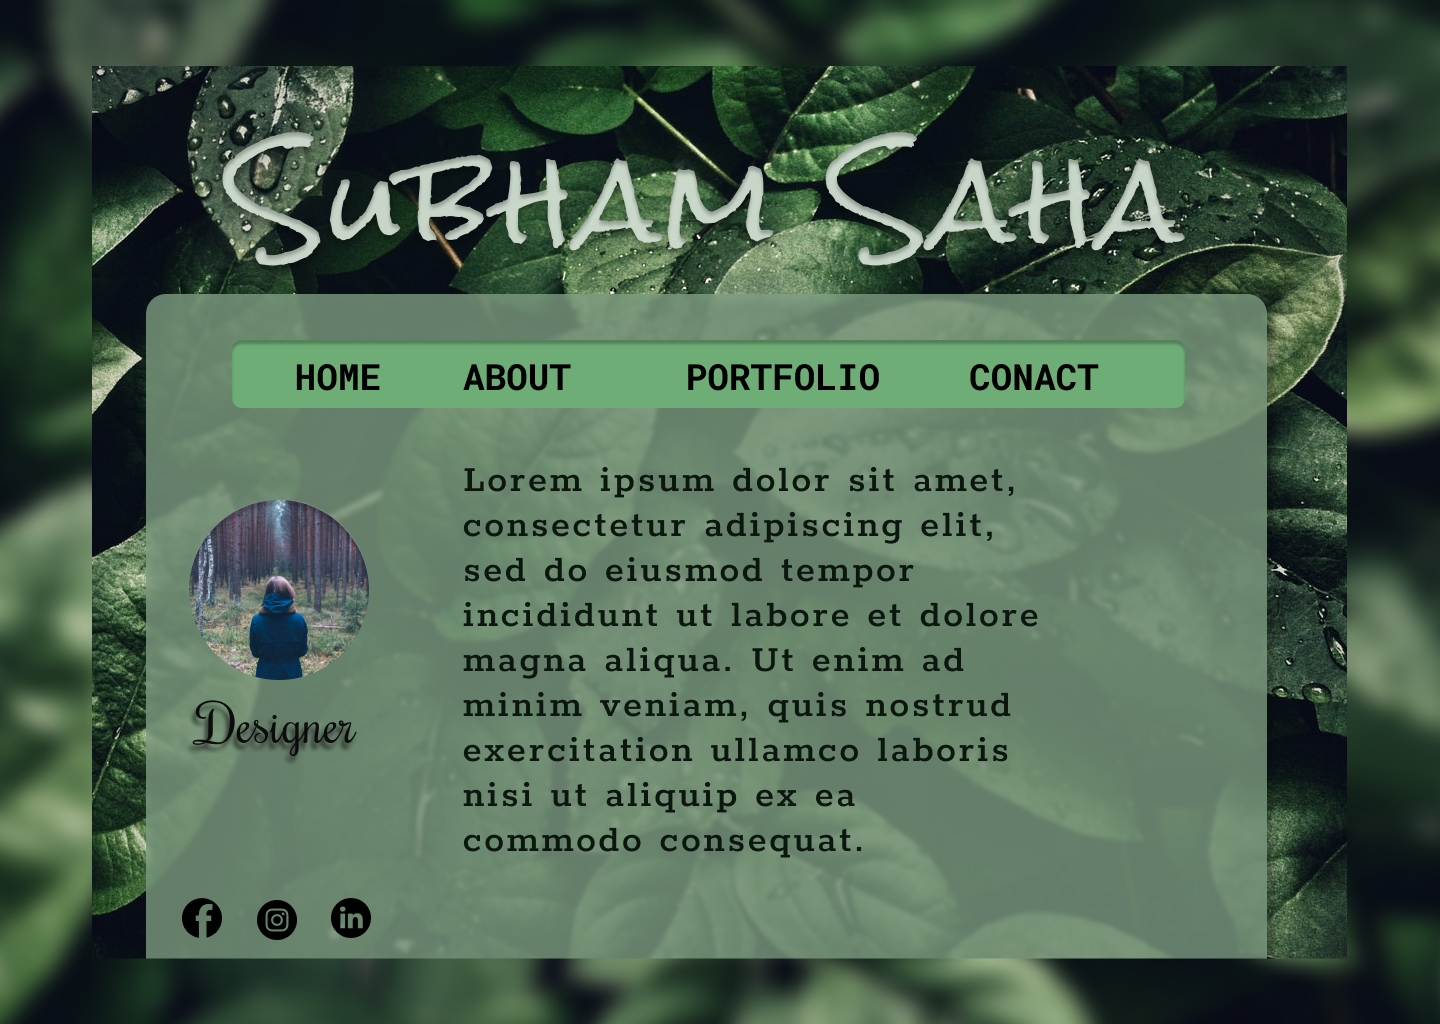 SuBHAM SAHA
HOME ABOUT PORTFOLIO CONACT
Lorem ipsum dolor sit amet,
consectetur adipiscing elit,
sed do eiusmod tempor
incididunt ut labore et dolore
magna aliqua. Ut enim ad
minim veniam, quis nostrud
exercitation ullamco laboris
nisi ut aliquip ex ea
commodo consequat.
Designer